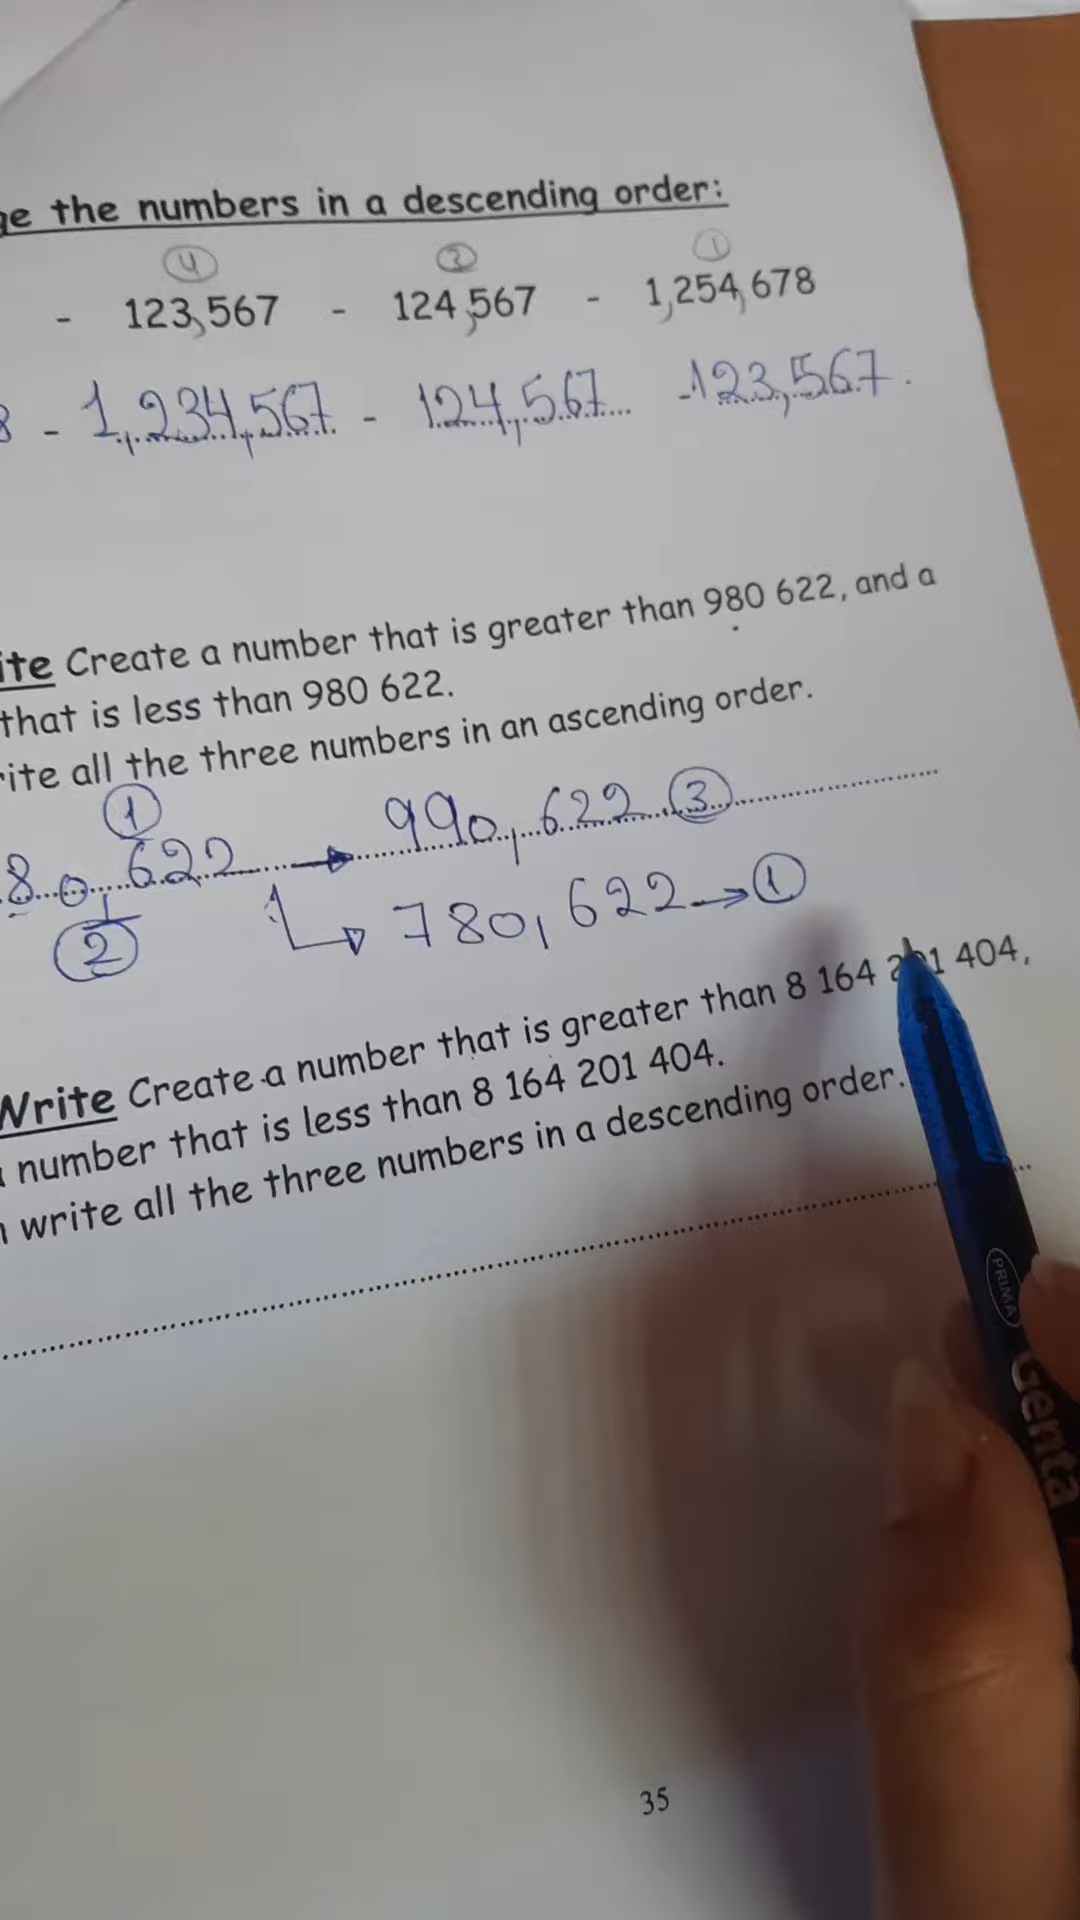 ge the numbers in a descending order:
4 3 1
- 123,567 - 124,567 - 1,254,678
8 - 1,234,567 - 124,567 - 123,567.
ite Create a number that is greater than 980 622, and a
that is less than 980 622.
rite all the three numbers in an ascending order.
1
80,622 → 990,622 3
2 780,622 → 1
Write Create a number that is greater than 8 164 201 404,
number that is less than 8 164 201 404.
n write all the three numbers in a descending order.
PRIMA
Genta
35